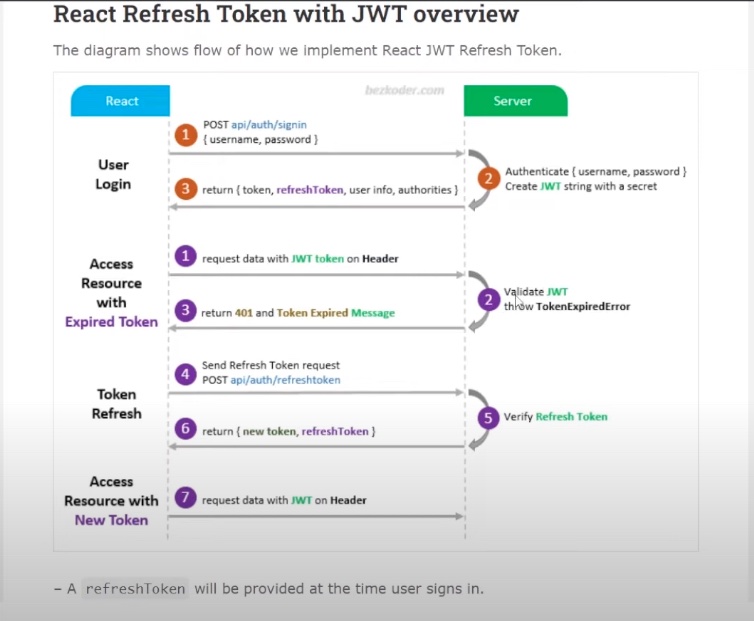 React Refresh Token with JWT overview
The diagram shows flow of how we implement React JWT Refresh Token.
bezkoder.com
React
Server
User
Login
1
POST api/auth/signin
{ username, password }
2
Authenticate { username, password }
Create JWT string with a secret
3
return { token, refreshToken, user info, authorities }
Access
Resource
with
Expired Token
1
request data with JWT token on Header
2
Validate JWT
throw TokenExpiredError
3
return 401 and Token Expired Message
Token
Refresh
4
Send Refresh Token request
POST api/auth/refreshtoken
5
Verify Refresh Token
6
return { new token, refreshToken }
Access
Resource with
New Token
7
request data with JWT on Header
– A refreshToken will be provided at the time user signs in.